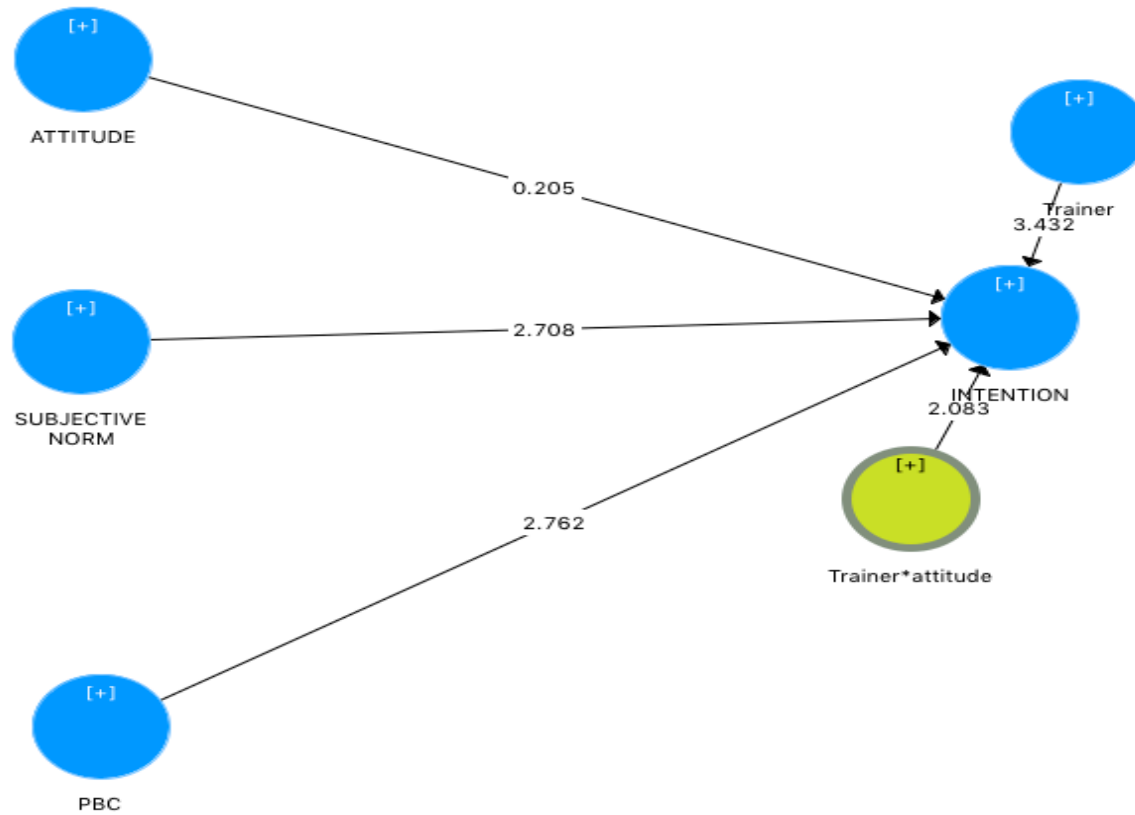 [+]
ATTITUDE
[+]
Trainer
0.205
3.432
[+]
INTENTION
[+]
SUBJECTIVE
NORM
2.708
2.083
[+]
Trainer*attitude
2.762
[+]
PBC